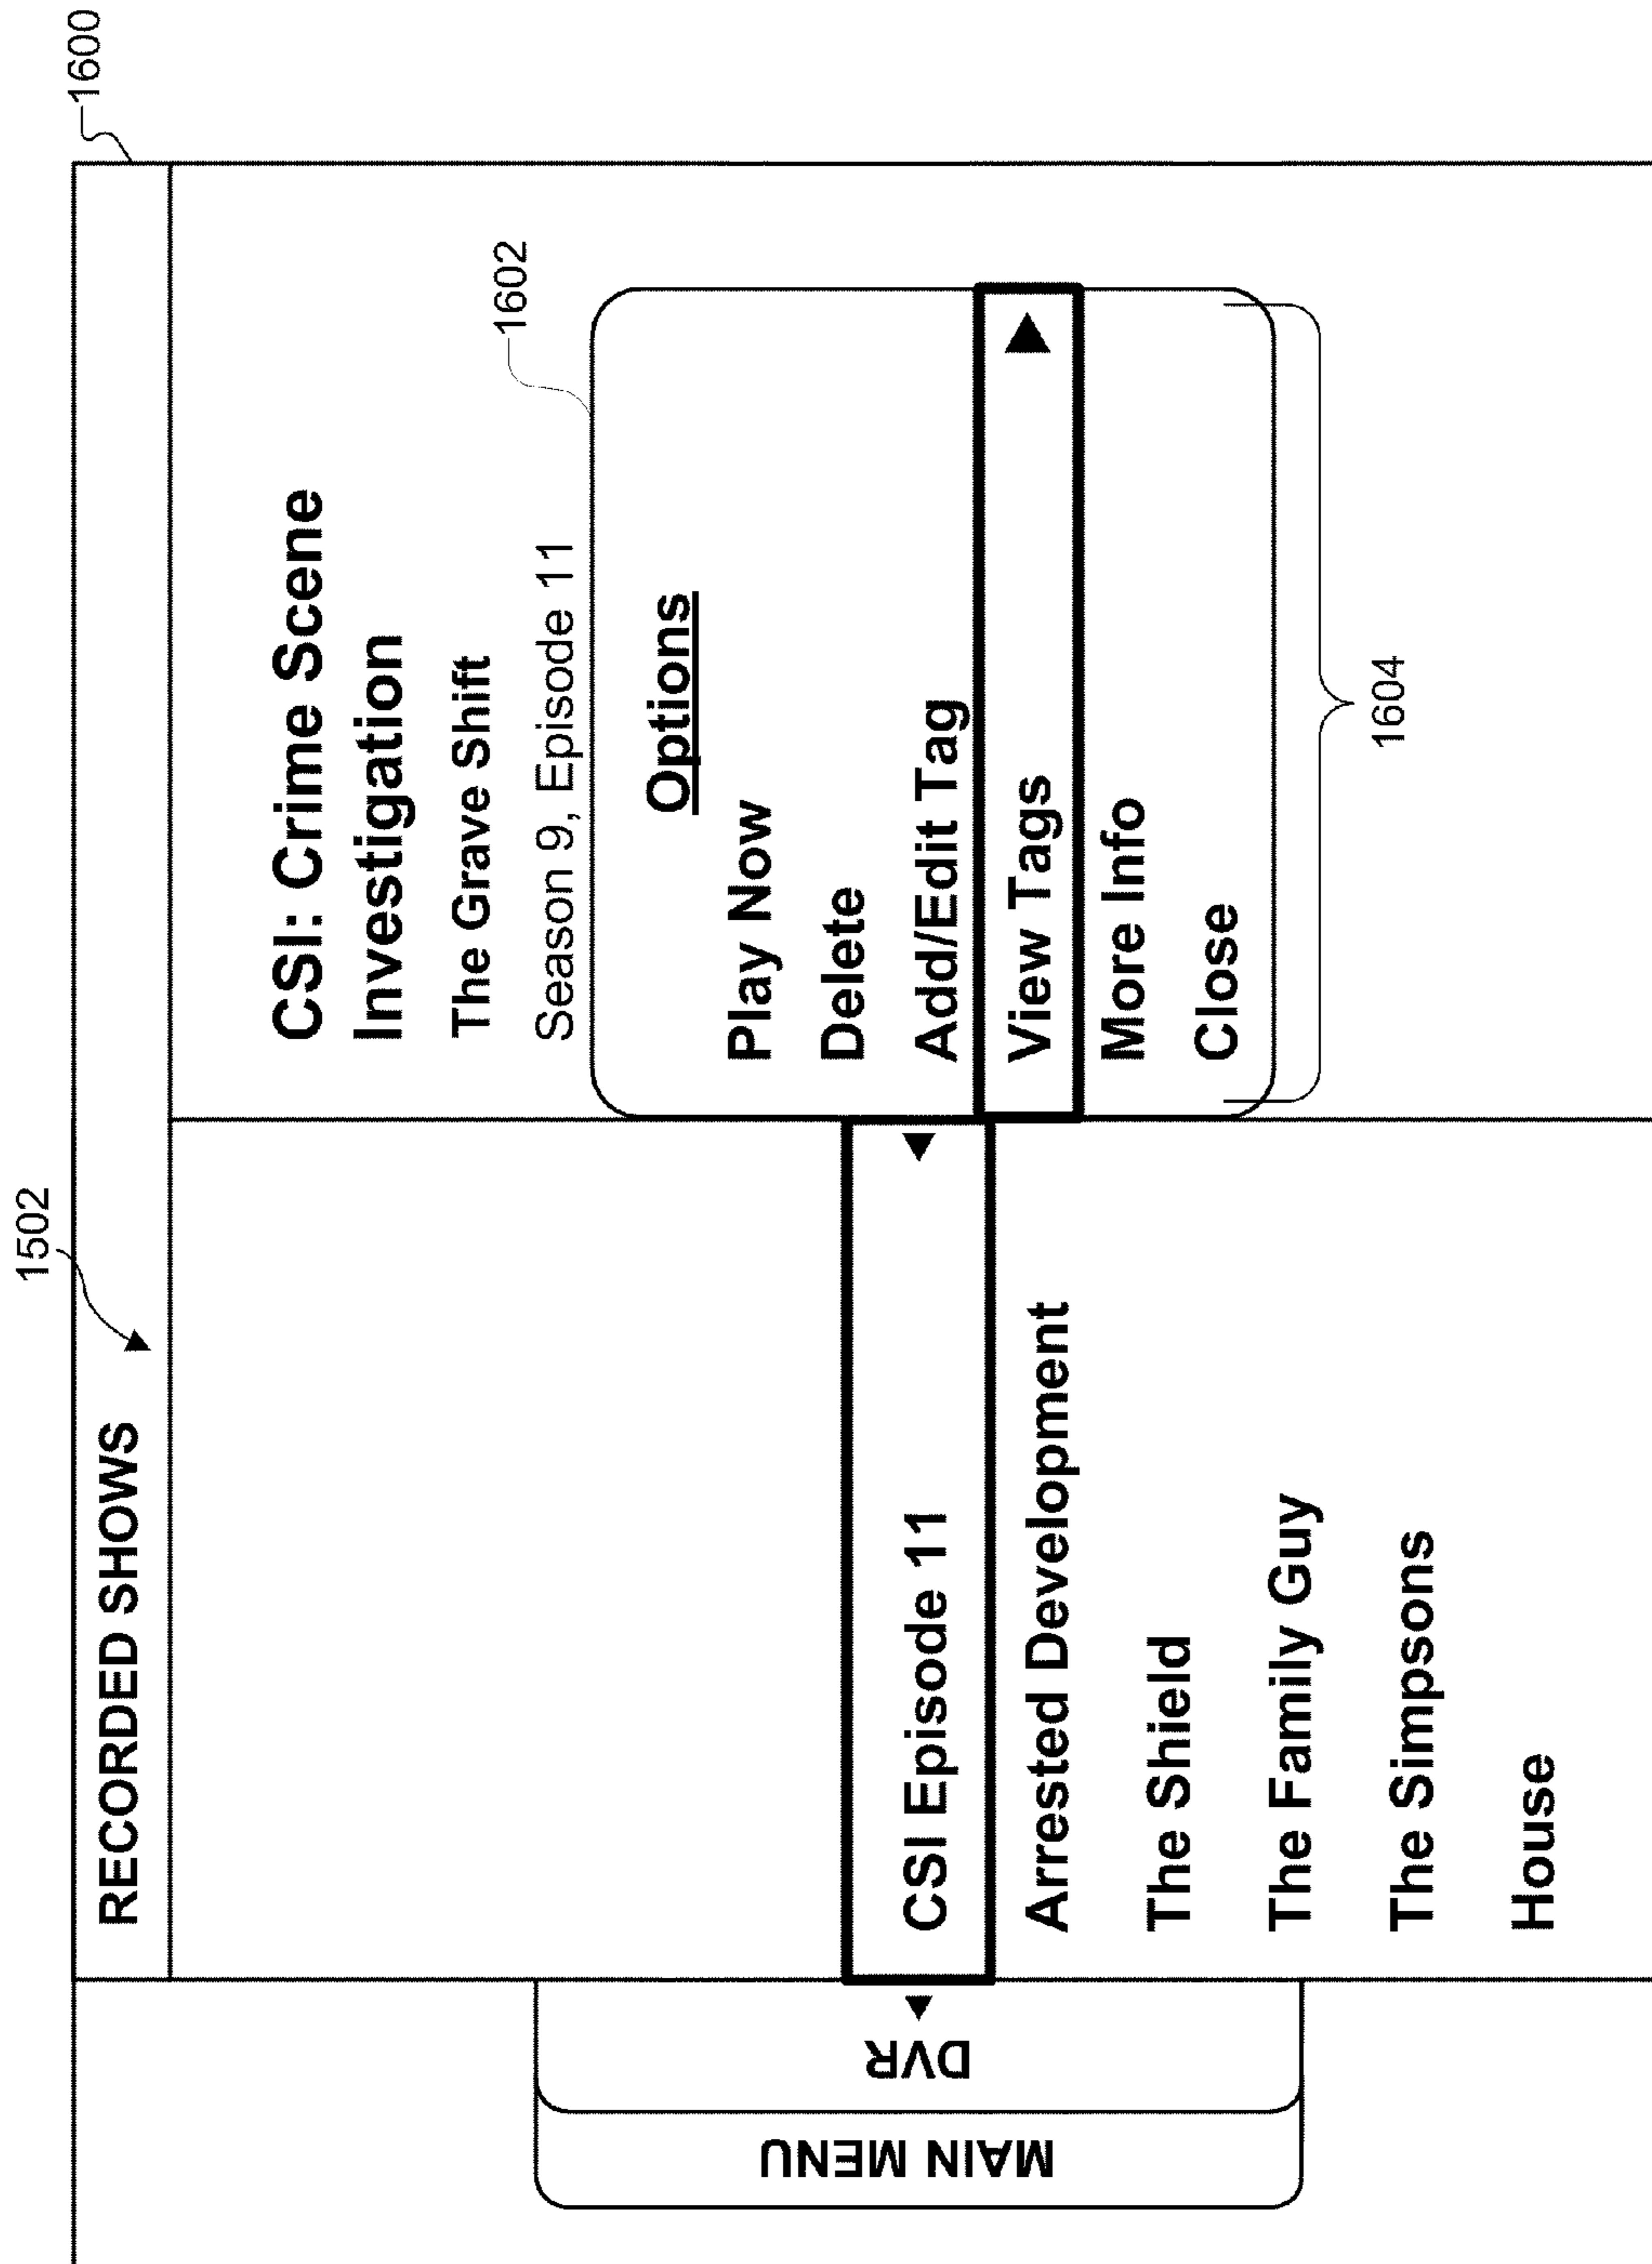 1600
1502
RECORDED SHOWS
MAIN MENU
DVR
CSI Episode 11
Arrested Development
The Shield
The Family Guy
The Simpsons
House
CSI: Crime Scene
Investigation
The Grave Shift
Season 9, Episode 11
1602
Options
Play Now
Delete
Add/Edit Tag
View Tags
More Info
Close
1604